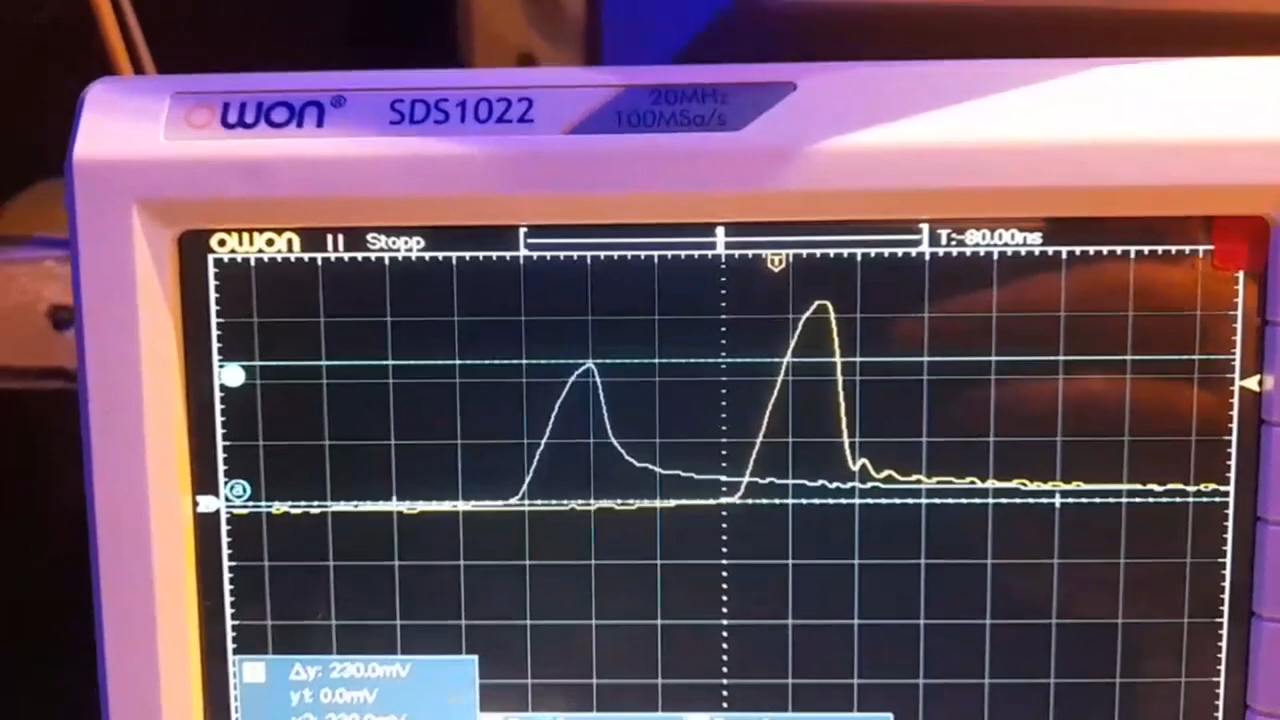 owon® SDS1022 20MHz
100MSa/s
owon || Stopp T:-80.00ns
T
a
Δy: 230.0mV
y1: 0.0mV